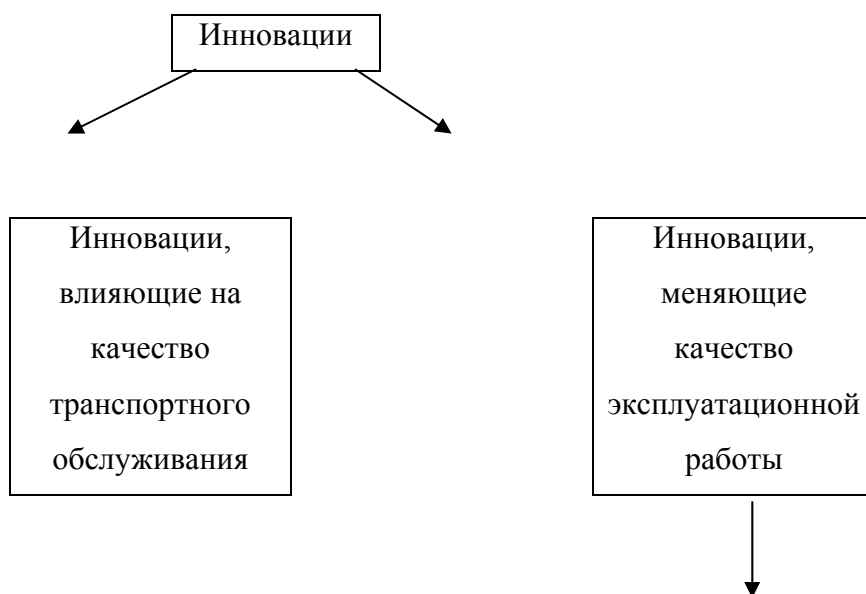 Инновации
Инновации,
влияющие на
качество
транспортного
обслуживания
Инновации,
меняющие
качество
эксплуатационной
работы